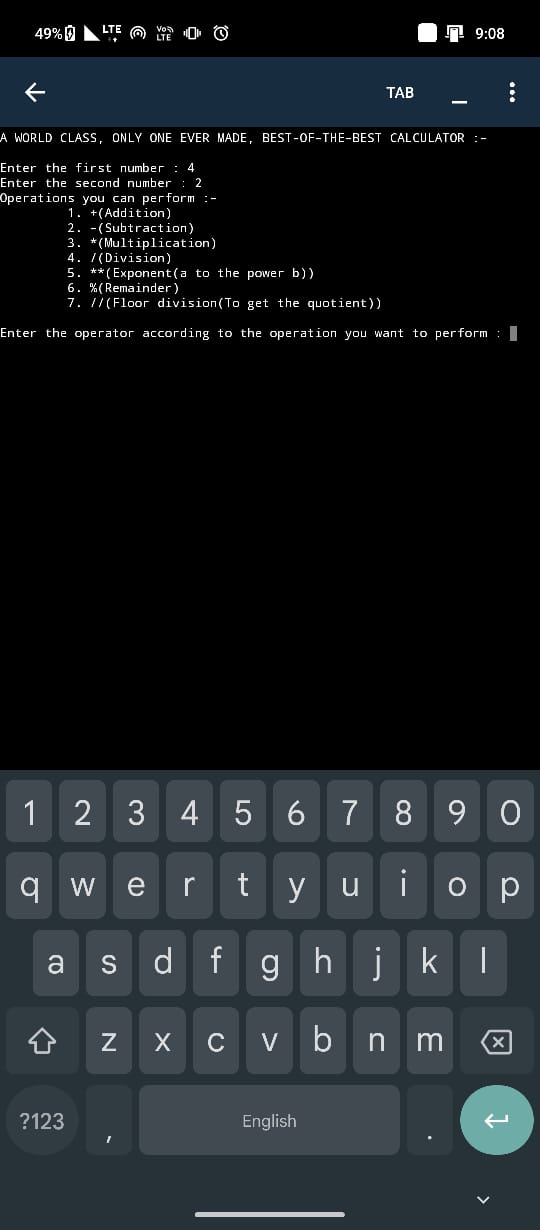 49% LTE Vo) LTE 9:08
TAB
A WORLD CLASS, ONLY ONE EVER MADE, BEST-OF-THE-BEST CALCULATOR :-
Enter the first number : 4
Enter the second number : 2
Operations you can perform :-
1. +(Addition)
2. -(Subtraction)
3. *(Multiplication)
4. /(Division)
5. **(Exponent(a to the power b))
6. %(Remainder)
7. //(Floor division(To get the quotient))
Enter the operator according to the operation you want to perform :
1 2 3 4 5 6 7 8 9 0
q w e r t y u i o p
a s d f g h j k l
z x c v b n m
?123 , English .